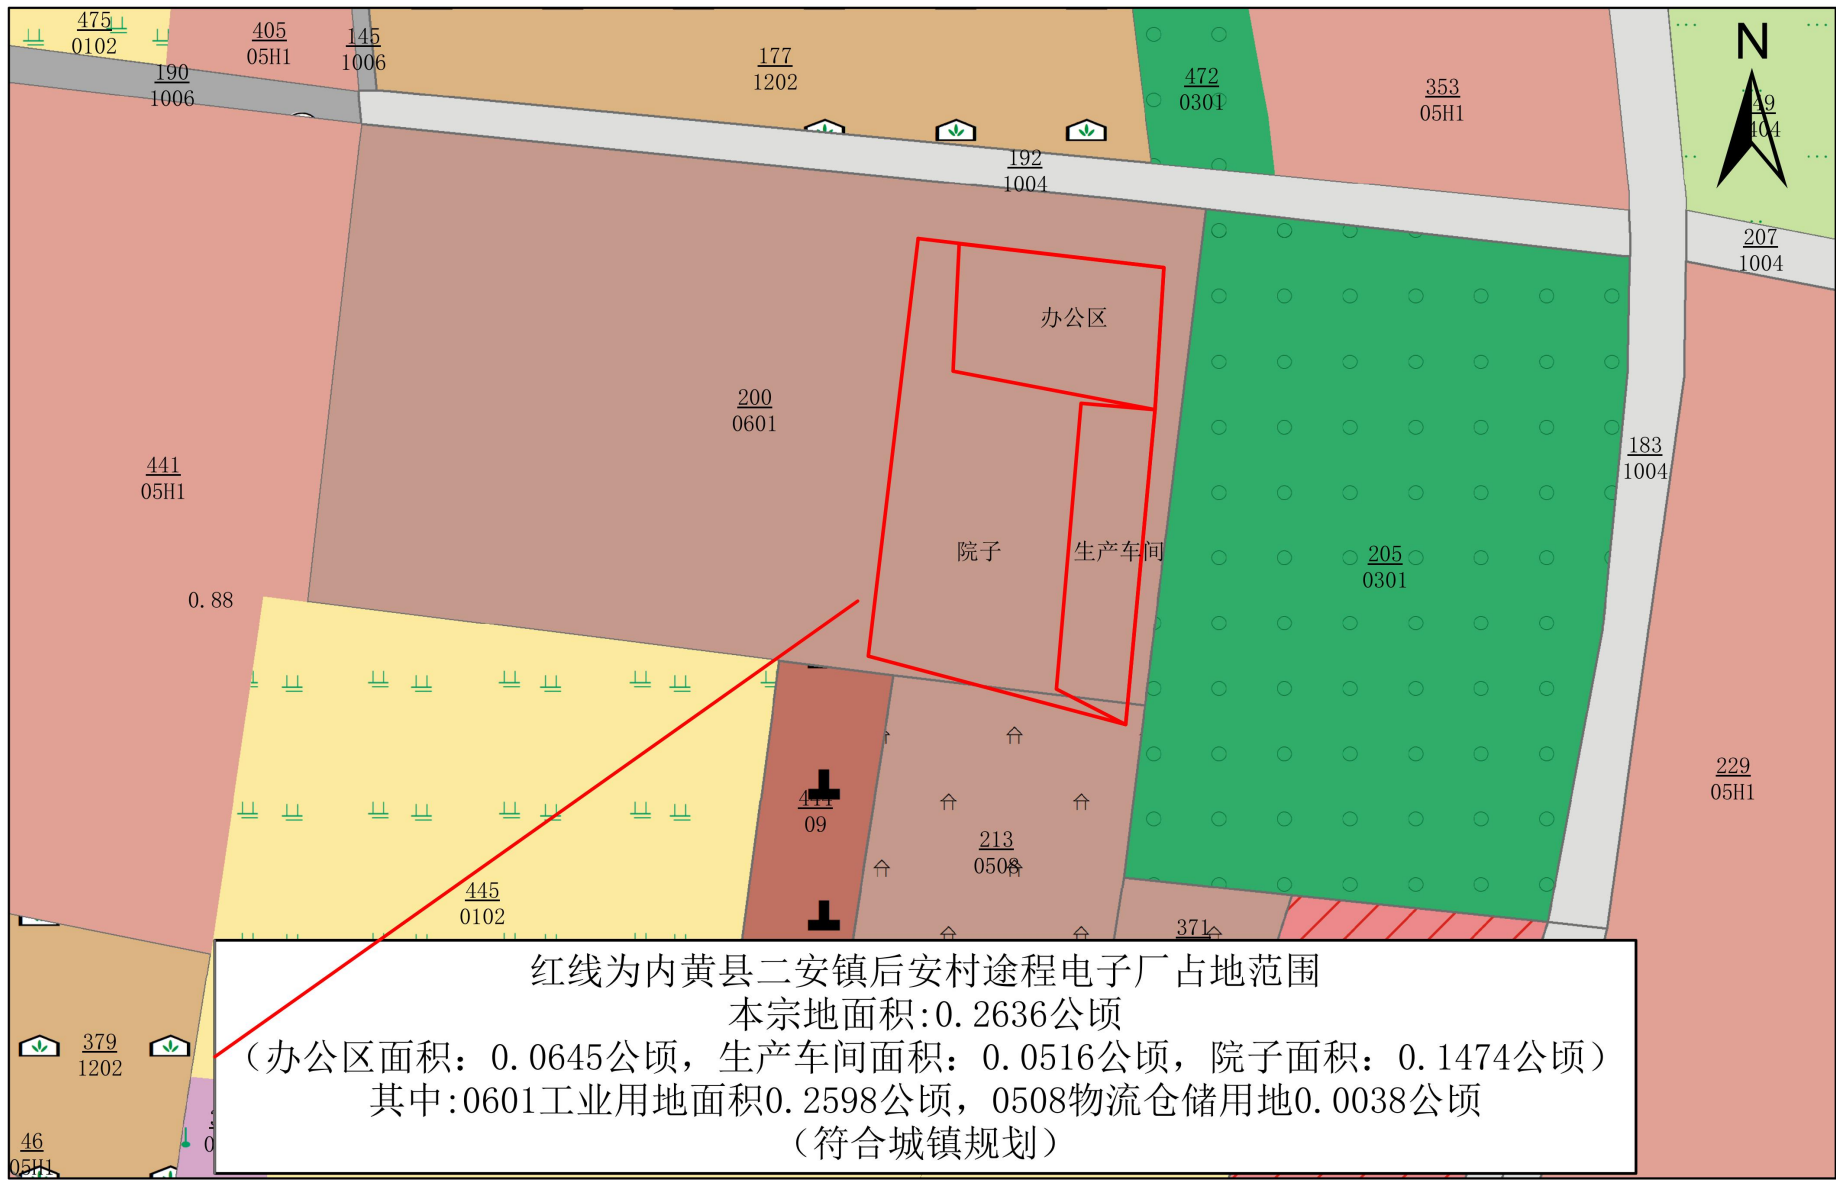 475
0102
405
05H1
145
1006
190
1006
177
1202
472
0301
353
05H1
N
49
404
192
1004
207
1004
办公区
200
0601
441
05H1
183
1004
院子
生产车间
205
0301
0.88
229
05H1
09
213
0508
445
0102
371
379
1202
46
05H1
红线为内黄县二安镇后安村途程电子厂占地范围
本宗地面积:0.2636公顷
（办公区面积：0.0645公顷，生产车间面积：0.0516公顷，院子面积：0.1474公顷）
其中:0601工业用地面积0.2598公顷，0508物流仓储用地0.0038公顷
（符合城镇规划）